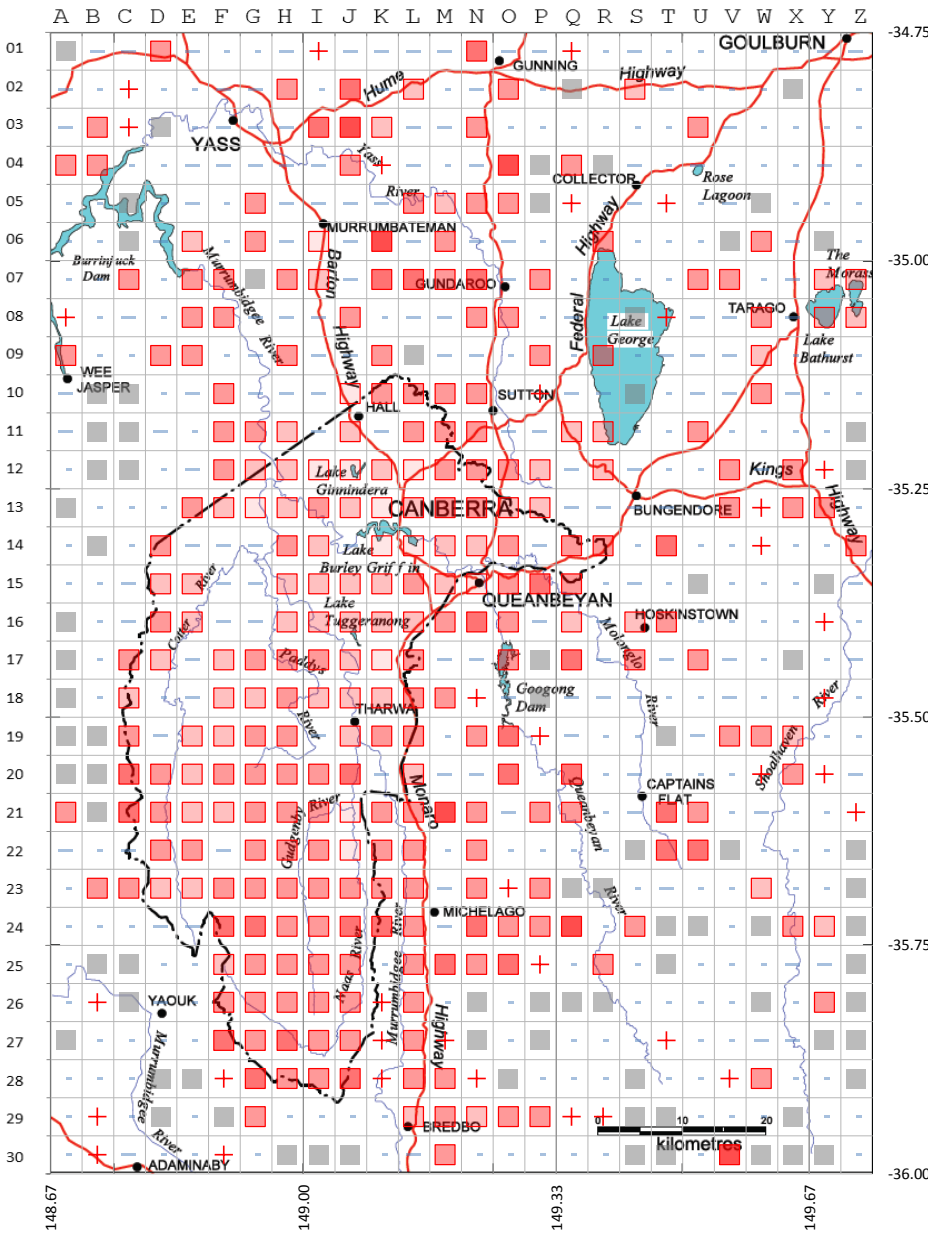 A B C D E F G H I J K L M N O P Q R S T U V W X Y Z
-34.75
01
GOULBURN
GUNNING
Hume
Highway
02
03
YASS
Yass
River
04
COLLECTOR
Rose
Lagoon
05
MURRUMBATEMAN
Highway
06
-35.00
Burrinjuck
Dam
Murrumbidgee
River
Barton
Highway
The
Morass
07
GUNDAROO
Federal
TARAGO
08
Lake
George
Lake
Bathurst
09
WEE
JASPER
10
SUTTON
HALL
11
12
Lake
Ginnindera
Kings
Highway
-35.25
13
CANBERRA
BUNGENDORE
14
Lake
Burley Griffin
15
Cotter
River
QUEANBEYAN
Lake
Tuggeranong
HOSKINSTOWN
16
Molonglo
River
17
Paddys
River
Googong
Dam
18
THARWA
River
Shoalhaven
-35.50
19
20
Monaro
Highway
CAPTAINS
FLAT
21
Gudgenby
River
Queanbeyan
River
22
23
MICHELAGO
24
-35.75
25
Naas
River
Murrumbidgee
River
26
YAOUK
27
Murrumbidgee
River
28
29
BREDBO
0 10 20
kilometres
30
ADAMINABY
-36.00
148.67
149.00
149.33
149.67